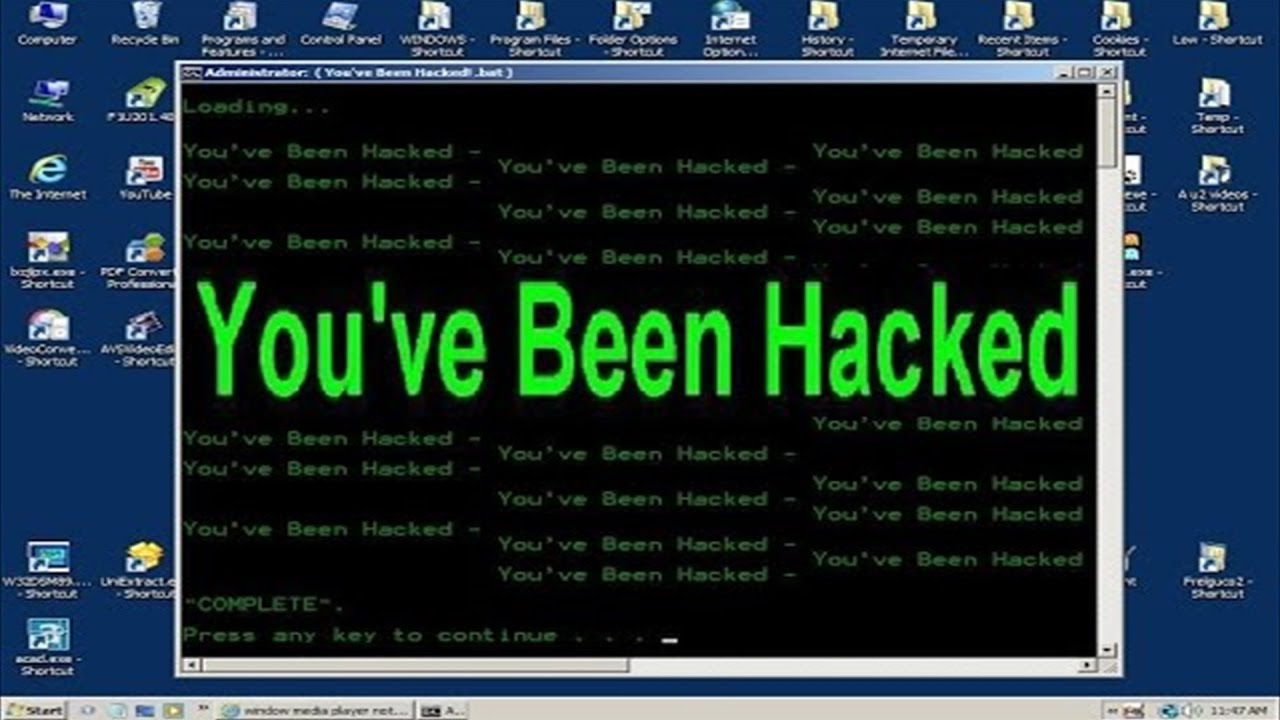 Computer
Recycle Bin
Programs and Features - ...
Control Panel
WINDOWS - Shortcut
Program Files - Shortcut
Folder Options - Shortcut
Internet Option...
History - Shortcut
Temporary Internet File...
Recent Items - Shortcut
Cookies - Shortcut
Low - Shortcut
Administrator: ( You've Been Hacked! .bat )
Network
Temp - Shortcut
The Internet
YouTube
A u2 videos - Shortcut
Shortcut
PDF Convert
Professional
VideoConve... - Shortcut
AVSVideoEdi - Shortcut
Loading...
You've Been Hacked -
You've Been Hacked -
You've Been Hacked
You've Been Hacked -
You've Been Hacked -
You've Been Hacked
You've Been Hacked
You've Been Hacked -
You've Been Hacked -
You've Been Hacked
You've Been Hacked
You've Been Hacked -
You've Been Hacked -
You've Been Hacked -
You've Been Hacked
You've Been Hacked -
You've Been Hacked
You've Been Hacked -
You've Been Hacked -
You've Been Hacked
You've Been Hacked -
"COMPLETE".
Press any key to continue . . .
W32DSM89.... - Shortcut
UniExtract.e - Shortcut
acad.exe - Shortcut
Start
window media player not...
A...
11:47 AM